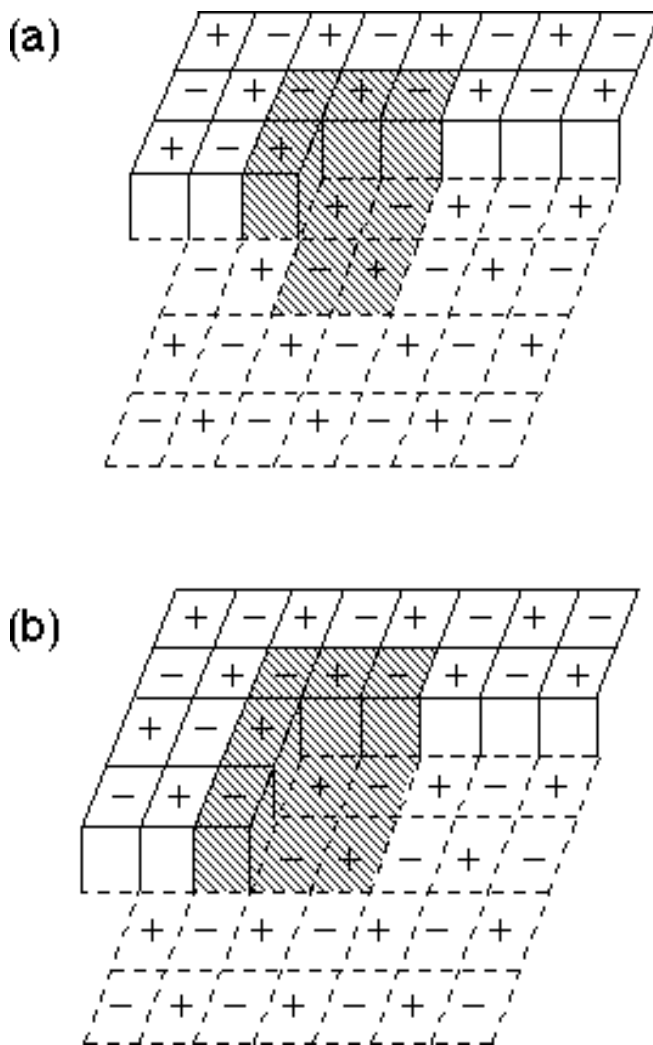 (a)
+ − + − + − + −
− + − + − + − +
+ − +
+ − + − +
− + − + − + −
+ − + − + − +
− + − + − + −
(b)
+ − + − + − + −
− + − + − + − +
+ − +
− + − + − + − +
− + − + −
+ − + − + − +
− + − + − + −